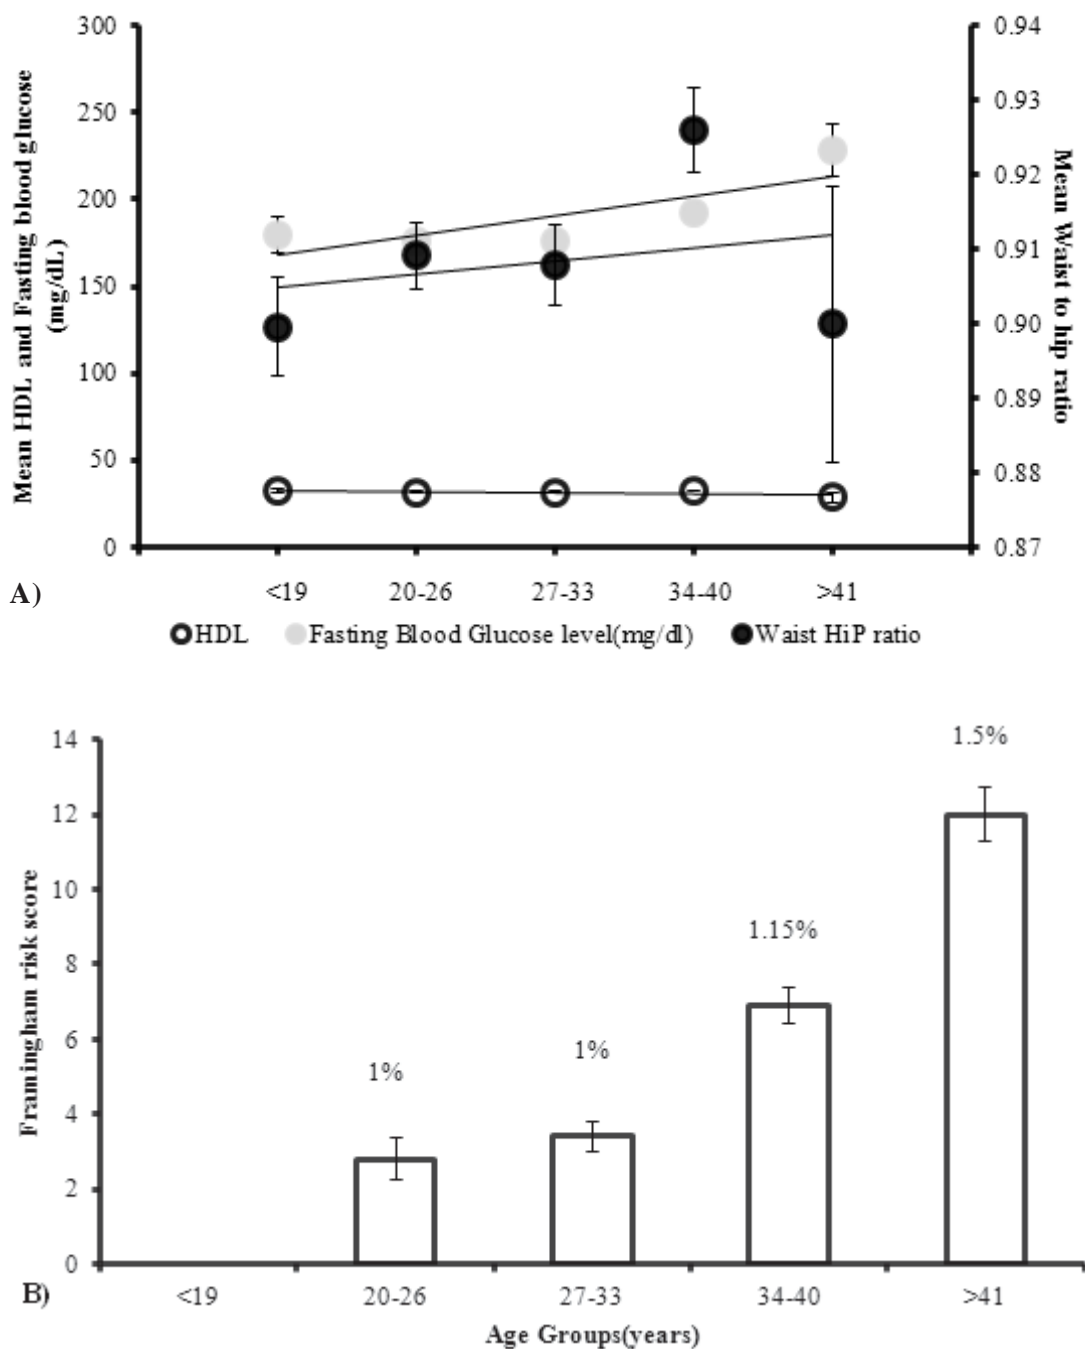 300
250
200
150
100
50
0
Mean HDL and Fasting blood glucose
(mg/dL)
0.94
0.93
0.92
0.91
0.90
0.89
0.88
0.87
Mean Waist to hip ratio
A)
<19 20-26 27-33 34-40 >41
HDL Fasting Blood Glucose level(mg/dl) Waist HiP ratio
14
12
10
8
6
4
2
0
Framingham risk score
1%
1%
1.15%
1.5%
B)
<19 20-26 27-33 34-40 >41
Age Groups(years)